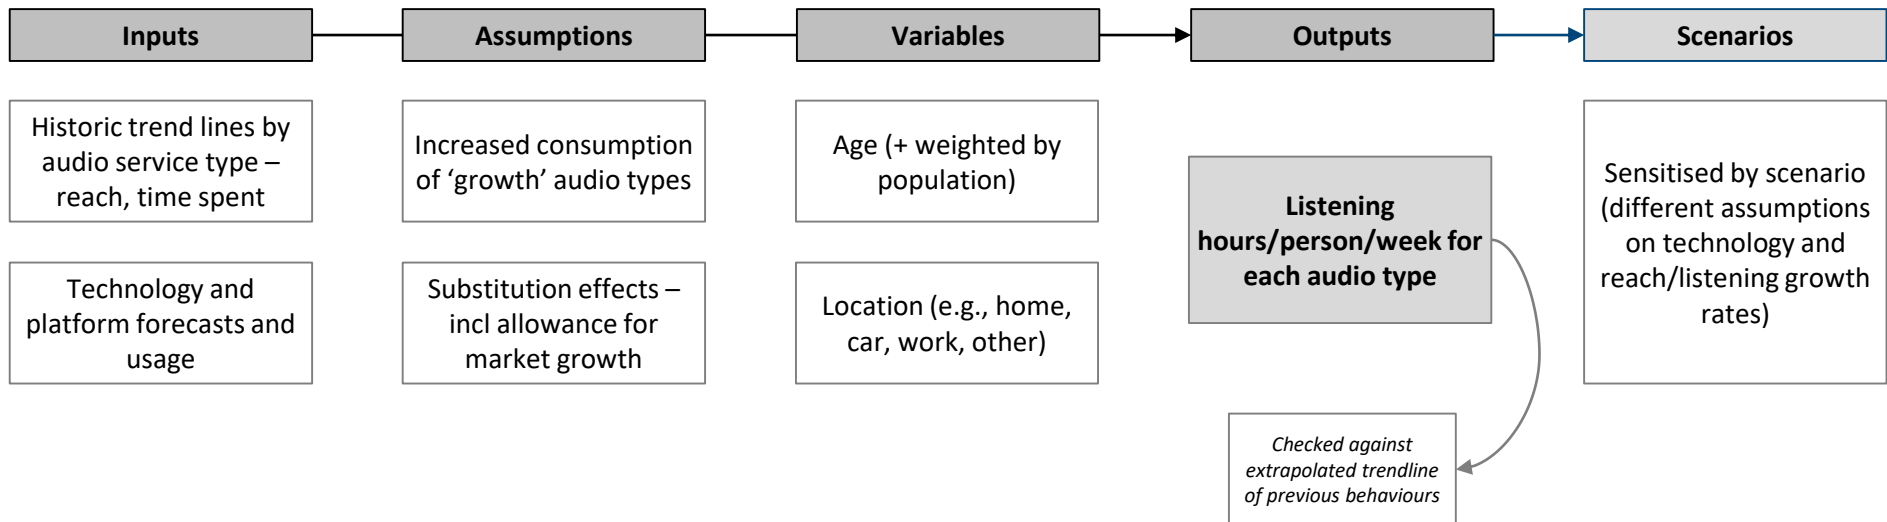 Inputs
Assumptions
Variables
Outputs
Scenarios
Historic trend lines by
audio service type –
reach, time spent
Technology and
platform forecasts and
usage
Increased consumption
of ‘growth’ audio types
Substitution effects –
incl allowance for
market growth
Age (+ weighted by
population)
Location (e.g., home,
car, work, other)
Listening
hours/person/week for
each audio type
Checked against
extrapolated trendline
of previous behaviours
Sensitised by scenario
(different assumptions
on technology and
reach/listening growth
rates)